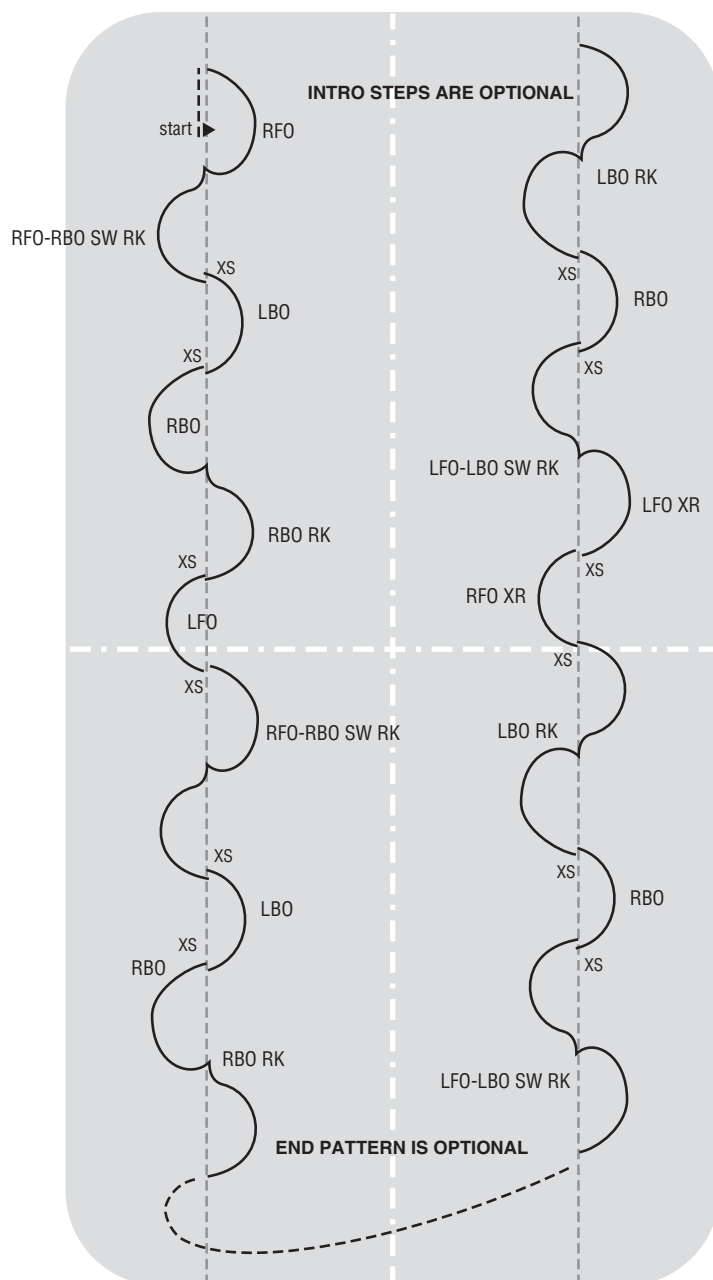 INTRO STEPS ARE OPTIONAL
start
RFO
RFO-RBO SW RK
XS
LBO
XS
RBO
RBO RK
XS
LFO
XS
RFO-RBO SW RK
XS
LBO
XS
RBO
RBO RK
END PATTERN IS OPTIONAL
LFO-LBO SW RK
XS
RBO
XS
LBO RK
XS
RFO XR
XS
LFO XR
LFO-LBO SW RK
XS
RBO
XS
LBO RK